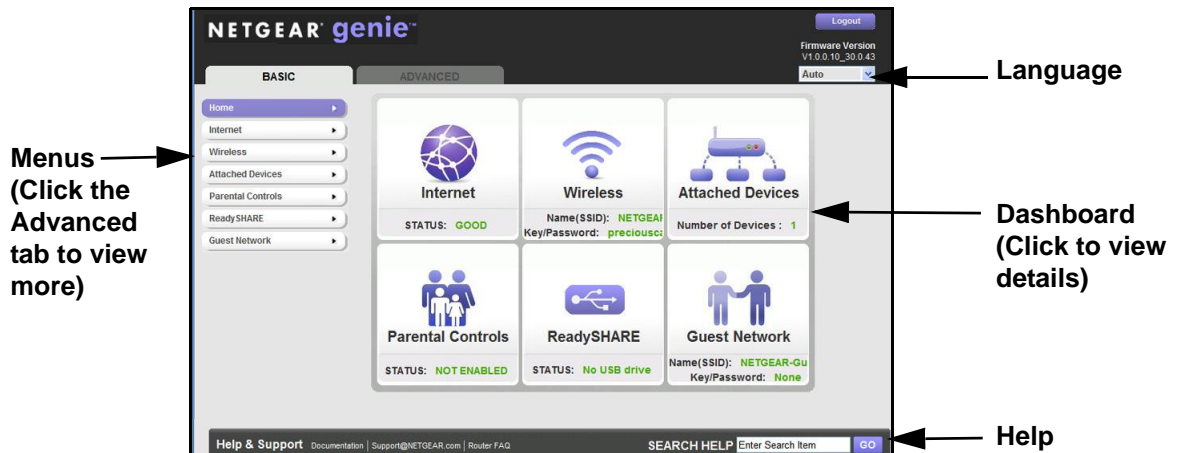 NETGEAR® genie™
Logout
Firmware Version
V1.0.0.10_30.0.43
Auto
BASIC
ADVANCED
Language
Home
Internet
Wireless
Attached Devices
Parental Controls
ReadySHARE
Guest Network
Menus
(Click the
Advanced
tab to view
more)
Internet
STATUS: GOOD
Wireless
Name(SSID): NETGEAR
Key/Password: preciousca
Attached Devices
Number of Devices : 1
Dashboard
(Click to view
details)
Parental Controls
STATUS: NOT ENABLED
ReadySHARE
STATUS: No USB drive
Guest Network
Name(SSID): NETGEAR-Gu
Key/Password: None
Help & Support Documentation | Support@NETGEAR.com | Router FAQ
SEARCH HELP Enter Search Item GO
Help